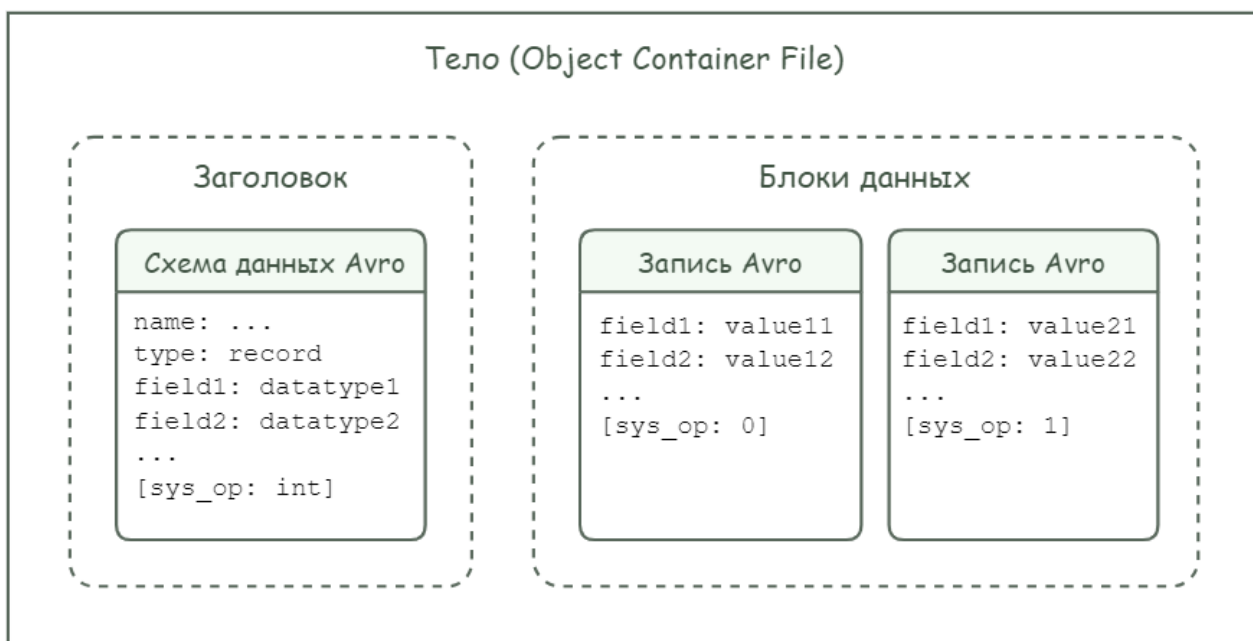 Тело (Object Container File)
Заголовок
Схема данных Avro
name: ...
type: record
field1: datatype1
field2: datatype2
...
[sys_op: int]
Блоки данных
Запись Avro
field1: value11
field2: value12
...
[sys_op: 0]
Запись Avro
field1: value21
field2: value22
...
[sys_op: 1]